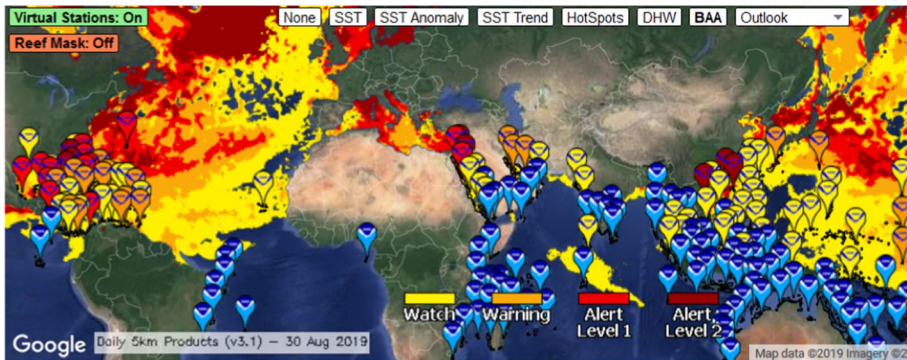 Virtual Stations: On
None SST SST Anomaly SST Trend HotSpots DHW BAA Outlook
Reef Mask: Off
Watch Warning Alert Level 1 Alert Level 2
Google Daily 5km Products (v3.1) – 30 Aug 2019
Map data ©2019 Imagery ©2